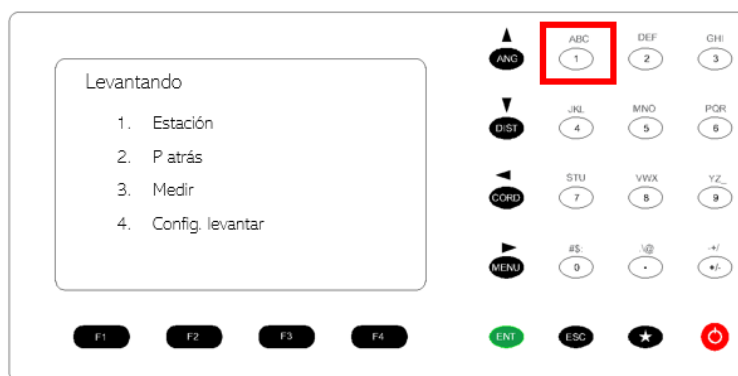 Levantando
1. Estación
2. P atrás
3. Medir
4. Config. levantar
F1 F2 F3 F4
ABC DEF GHI
ANG 1 2 3
JKL MNO PQR
DIST 4 5 6
STU VWX YZ_
CORD 7 8 9
#$: .\@ -+/
MENU 0 . +/-
ENT ESC